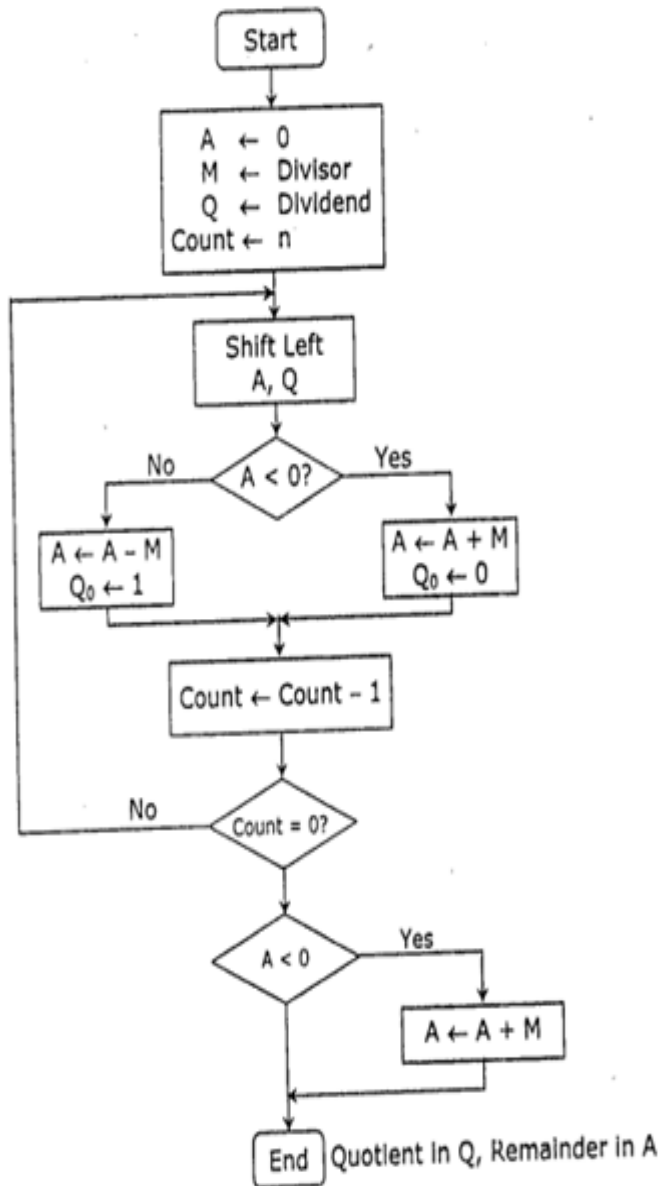 Start
A ← 0
M ← Divisor
Q ← Dividend
Count ← n
Shift Left
A, Q
No
A < 0?
Yes
A ← A – M
Q₀ ← 1
A ← A + M
Q₀ ← 0
Count ← Count – 1
No
Count = 0?
A < 0
Yes
A ← A + M
End
Quotient in Q, Remainder in A